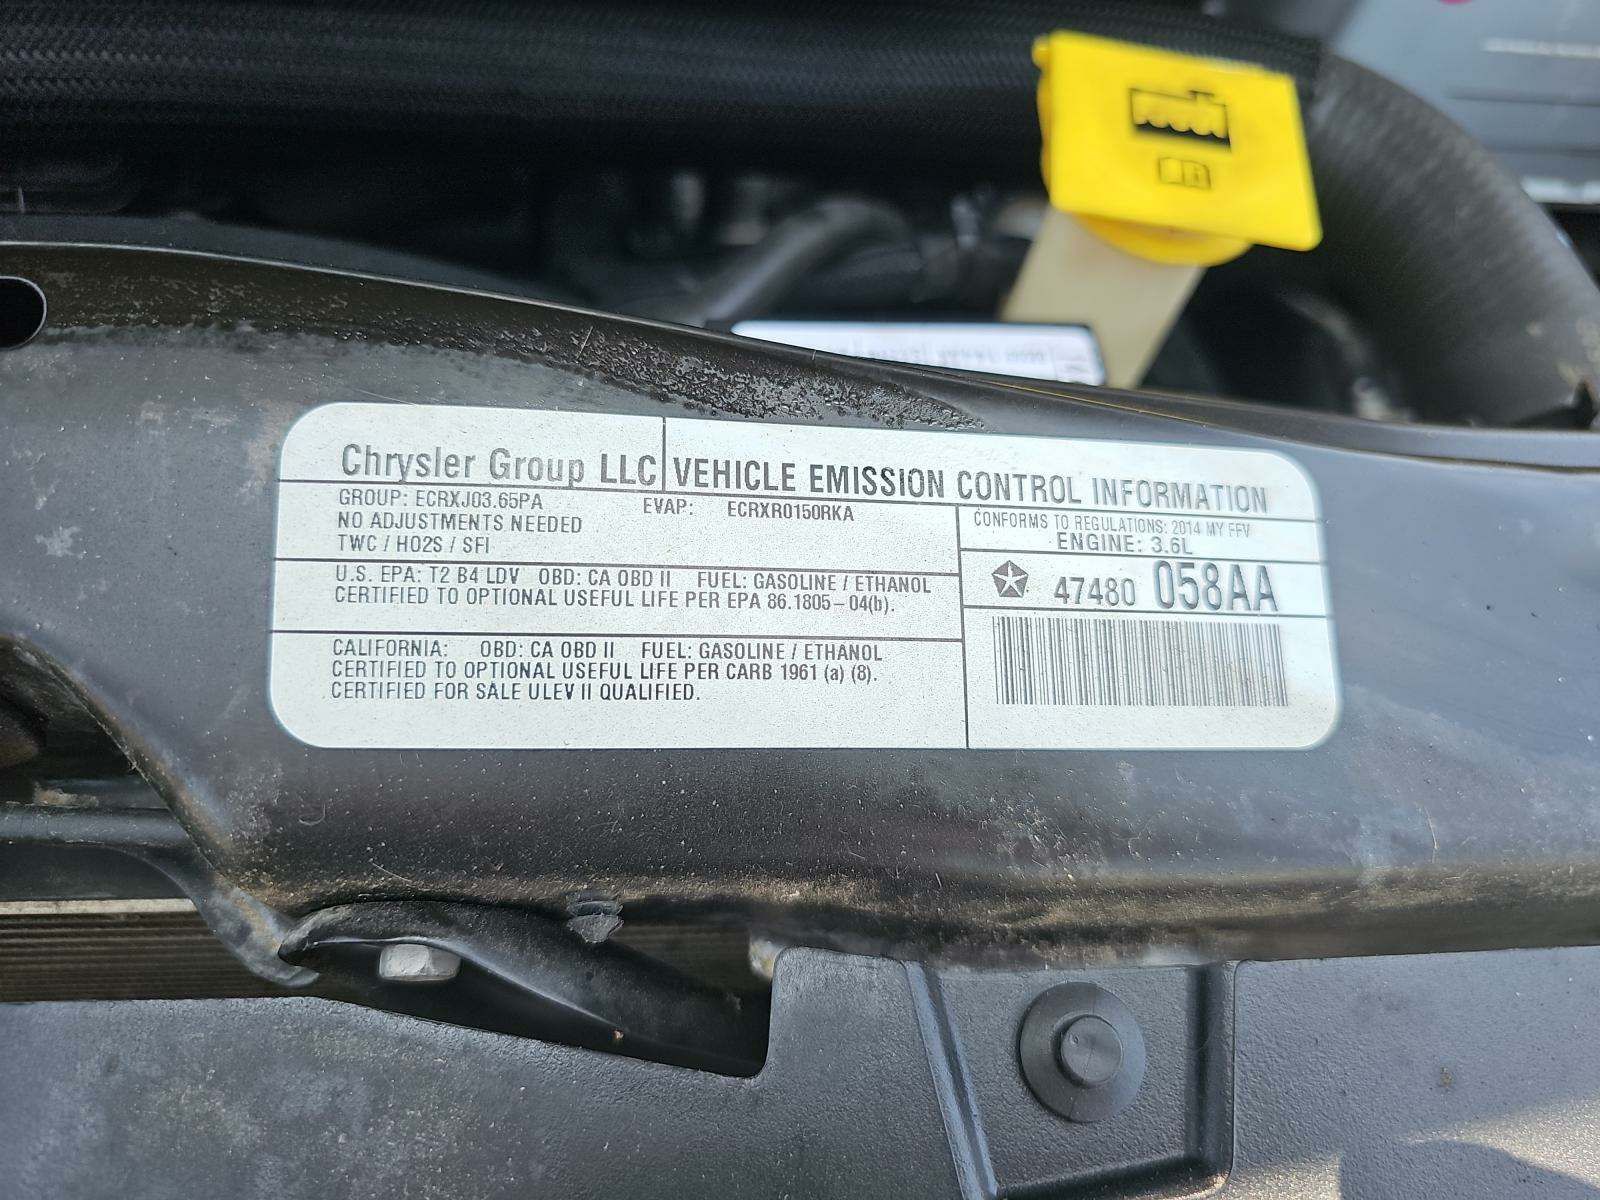 Chrysler Group LLC VEHICLE EMISSION CONTROL INFORMATION
GROUP: ECRXJ03.65PA EVAP: ECRXR0150RKA
NO ADJUSTMENTS NEEDED
TWC / HO2S / SFI
CONFORMS TO REGULATIONS: 2014 MY FFV
ENGINE: 3.6L
47480 058AA
U.S. EPA: T2 B4 LDV OBD: CA OBD II FUEL: GASOLINE / ETHANOL
CERTIFIED TO OPTIONAL USEFUL LIFE PER EPA 86.1805-04(b).
CALIFORNIA: OBD: CA OBD II FUEL: GASOLINE / ETHANOL
CERTIFIED TO OPTIONAL USEFUL LIFE PER CARB 1961 (a) (8).
CERTIFIED FOR SALE ULEV II QUALIFIED.